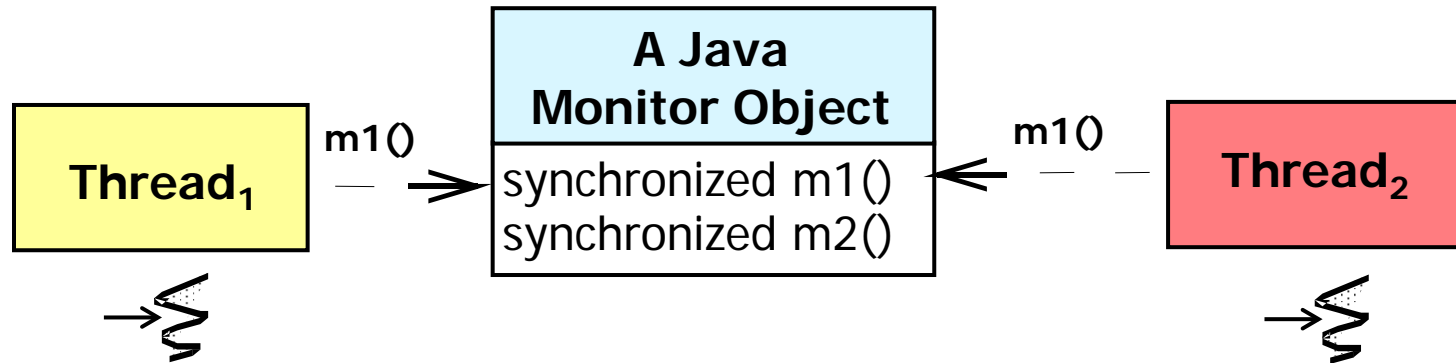 A Java
Monitor Object
Thread₁
m1()
synchronized m1()
synchronized m2()
m1()
Thread₂